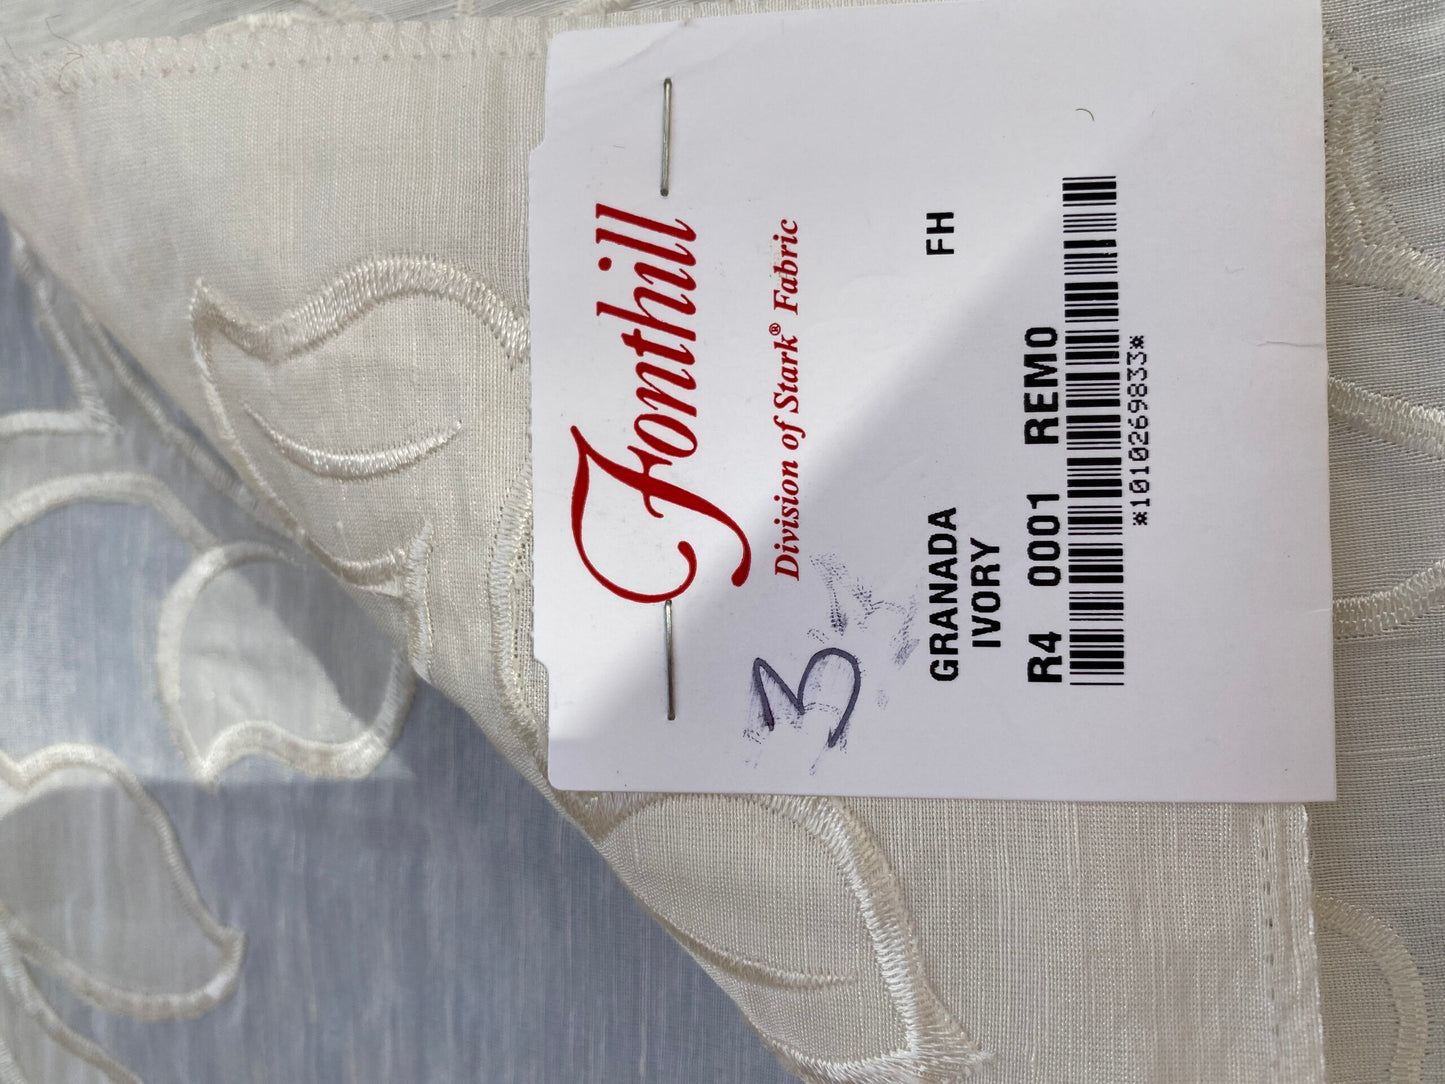 Fonthill
Division of Stark® Fabric
3
GRANADA FH
IVORY
R4 0001 REMO
*1010269833*